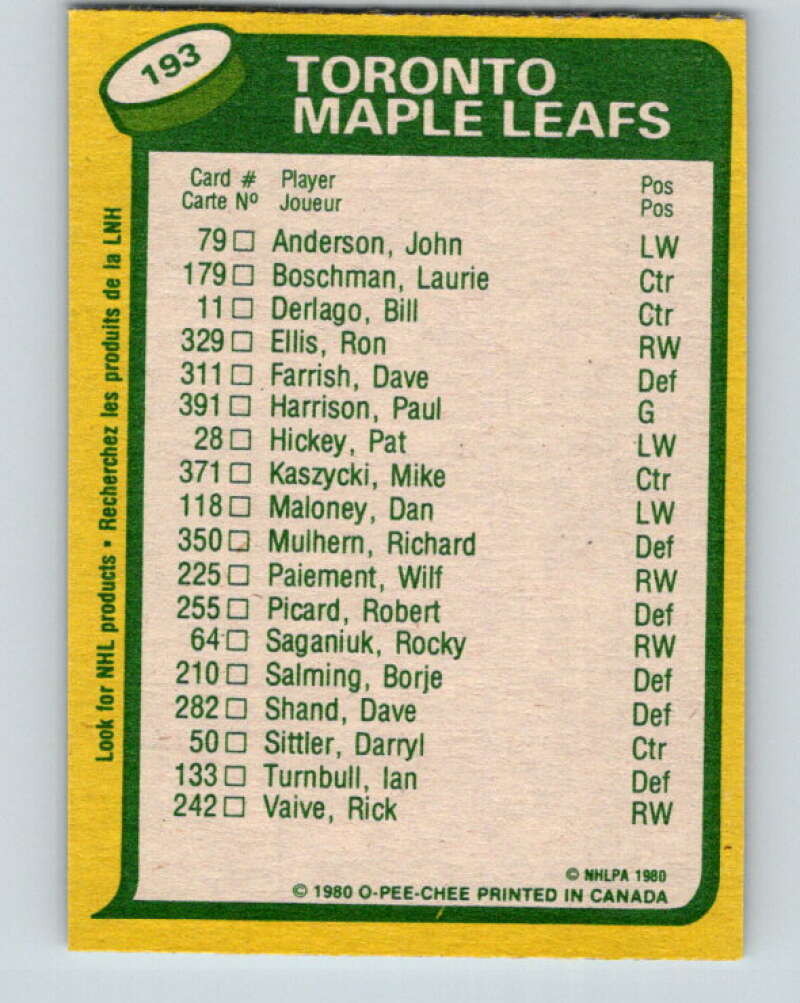 193
TORONTO
MAPLE LEAFS
Card # Player Pos
Carte Nº Joueur Pos
79 □ Anderson, John LW
179 □ Boschman, Laurie Ctr
11 □ Derlago, Bill Ctr
329 □ Ellis, Ron RW
311 □ Farrish, Dave Def
391 □ Harrison, Paul G
28 □ Hickey, Pat LW
371 □ Kaszycki, Mike Ctr
118 □ Maloney, Dan LW
350 □ Mulhern, Richard Def
225 □ Paiement, Wilf RW
255 □ Picard, Robert Def
64 □ Saganiuk, Rocky RW
210 □ Salming, Borje Def
282 □ Shand, Dave Def
50 □ Sittler, Darryl Ctr
133 □ Turnbull, Ian Def
242 □ Vaive, Rick RW
© NHLPA 1980
© 1980 O-PEE-CHEE PRINTED IN CANADA
Look for NHL products • Recherchez les produits de la LNH